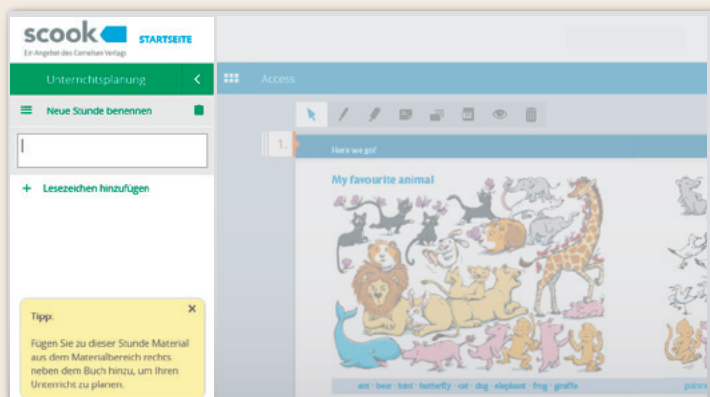 scook
STARTSEITE
Ein Angebot des Cornelsen Verlags
Unterrichtsplanung
Access
Neue Stunde benennen
1.
Here we go!
My favourite animal
+ Lesezeichen hinzufügen
Tipp:
Fügen Sie zu dieser Stunde Material
aus dem Materialbereich rechts
neben dem Buch hinzu, um Ihren
Unterricht zu planen.
ant · bear · bird · butterfly · cat · dog · elephant · frog · giraffe